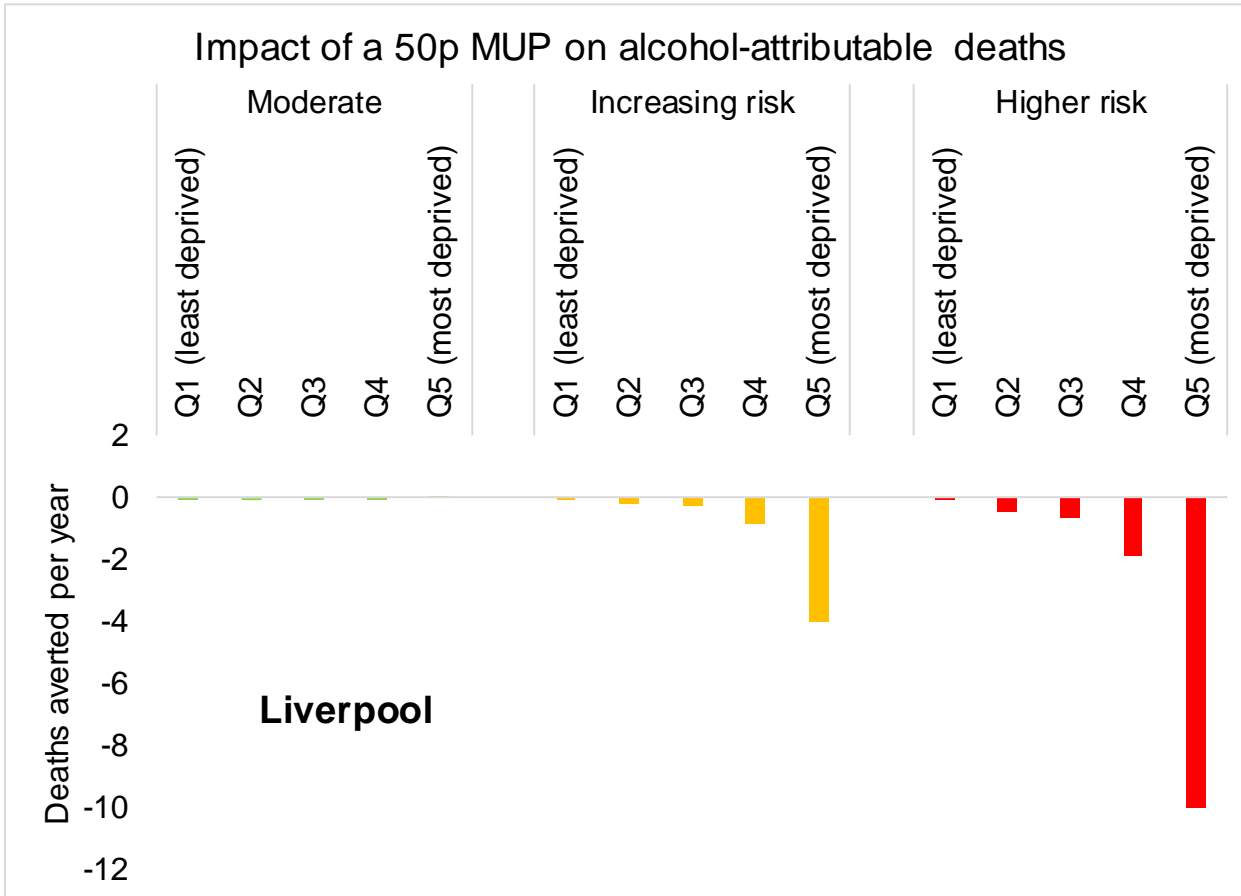 Impact of a 50p MUP on alcohol-attributable  deaths
Moderate
Increasing risk
Higher risk
Q1 (least deprived)
Q2
Q3
Q4
Q5 (most deprived)
Q1 (least deprived)
Q2
Q3
Q4
Q5 (most deprived)
Q1 (least deprived)
Q2
Q3
Q4
Q5 (most deprived)
Deaths averted per year
2
0
-2
-4
-6
-8
-10
-12
Liverpool